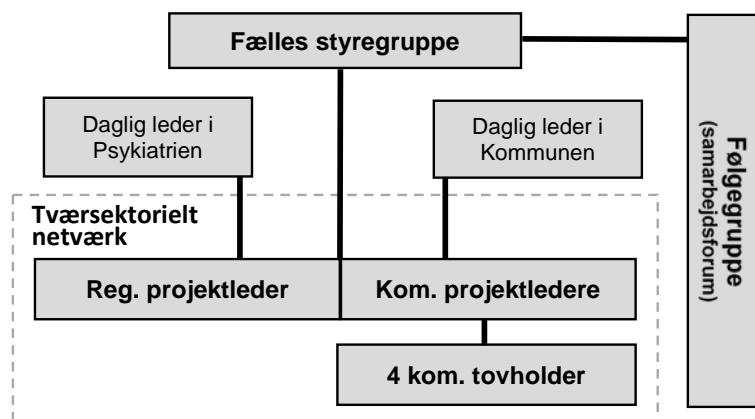 Fælles styregruppe
Daglig leder i
Psykiatrien
Daglig leder i
Kommunen
Følgegruppe
(samarbejdsforum)
Tværsektorielt
netværk
Reg. projektleder
Kom. projektledere
4 kom. tovholder